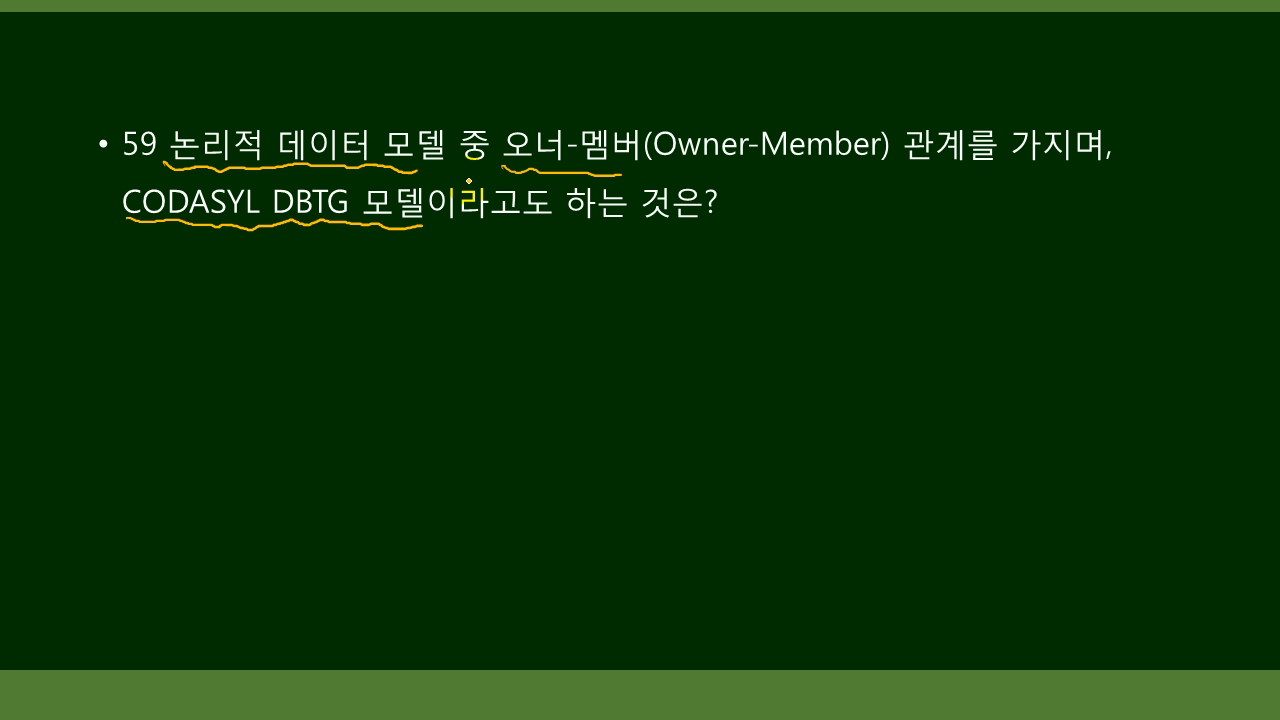 • 59 논리적 데이터 모델 중 오너-멤버(Owner-Member) 관계를 가지며,
CODASYL DBTG 모델이라고도 하는 것은?